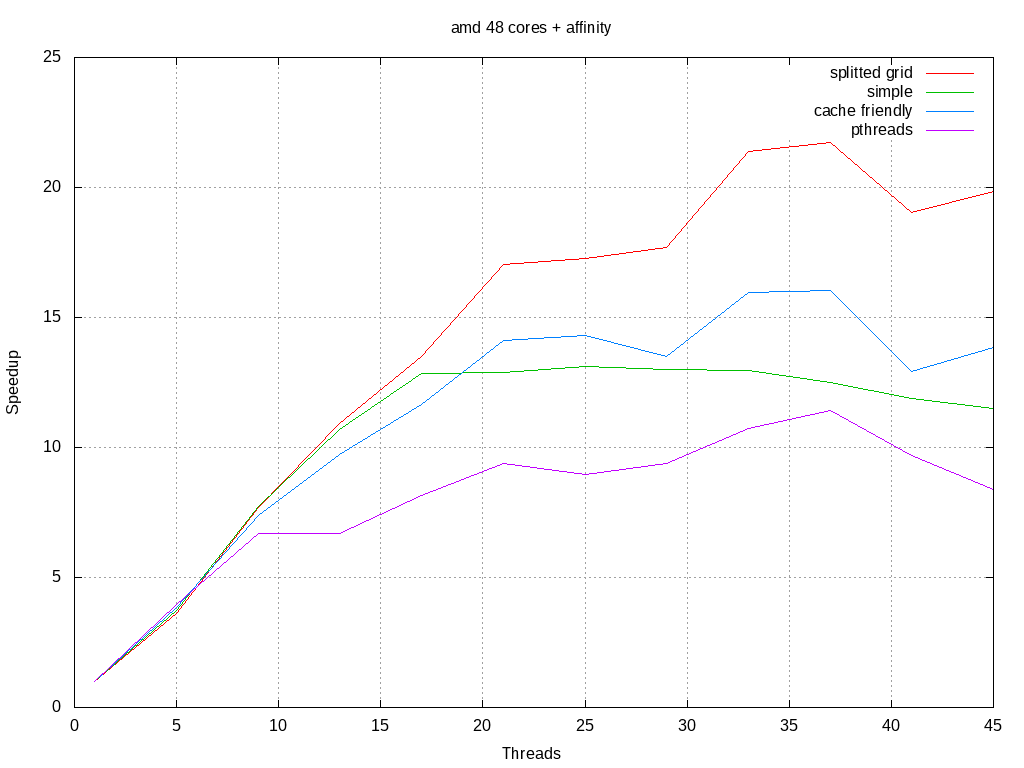 amd 48 cores + affinity
splitted grid
simple
cache friendly
pthreads
25
20
15
10
5
0
Speedup
0 5 10 15 20 25 30 35 40 45
Threads